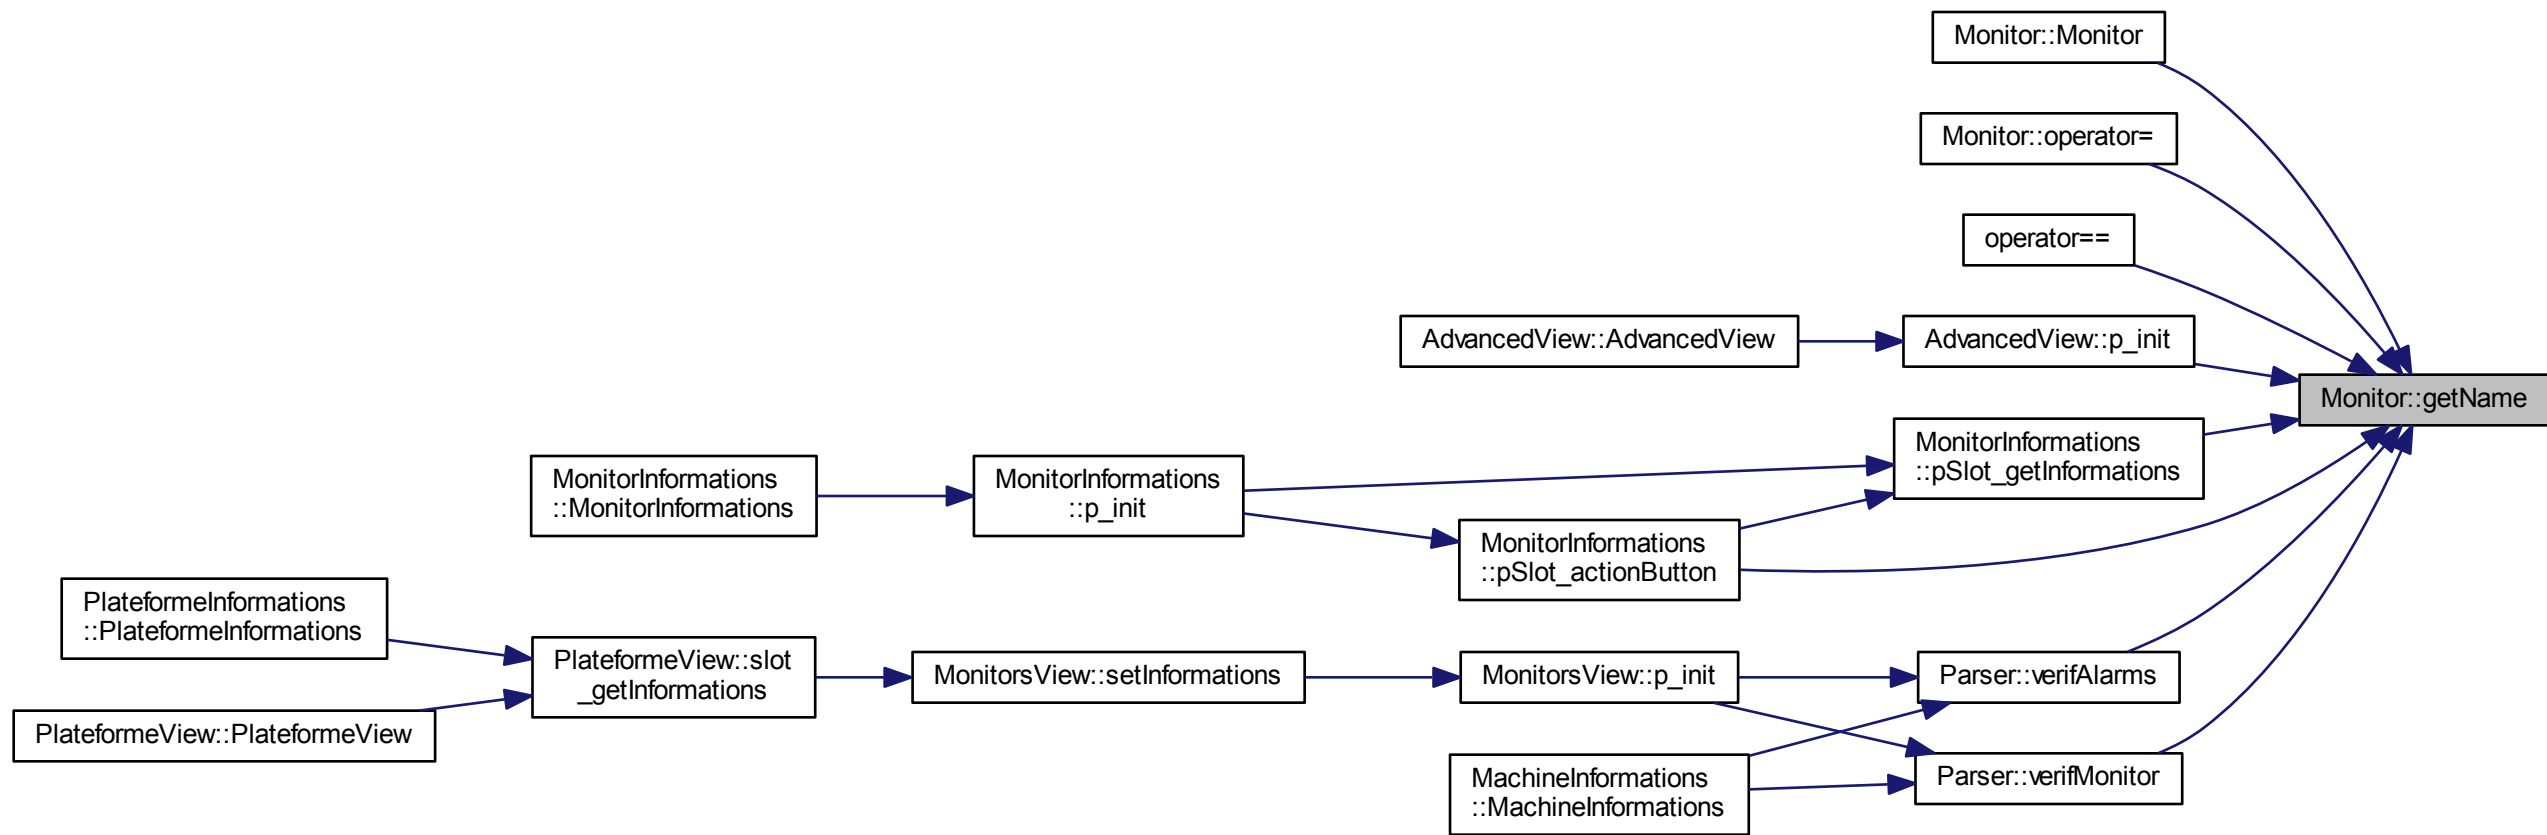 Monitor::Monitor
Monitor::operator=
operator==
AdvancedView::AdvancedView
AdvancedView::p_init
Monitor::getName
MonitorInformations
::pSlot_getInformations
MonitorInformations
::MonitorInformations
MonitorInformations
::p_init
MonitorInformations
::pSlot_actionButton
PlateformeInformations
::PlateformeInformations
PlateformeView::slot
_getInformations
MonitorsView::setInformations
MonitorsView::p_init
Parser::verifAlarms
PlateformeView::PlateformeView
MachineInformations
::MachineInformations
Parser::verifMonitor